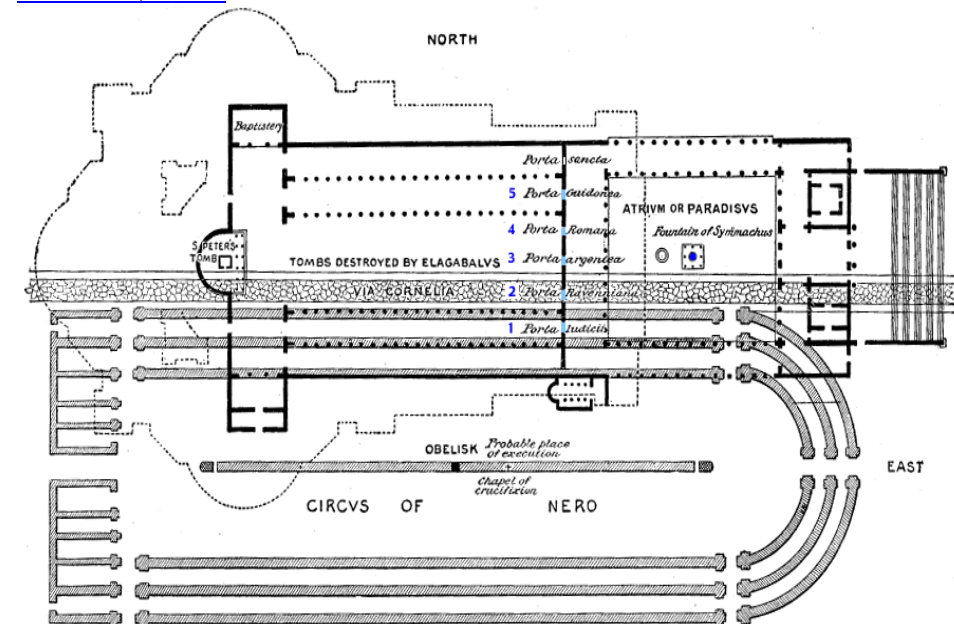 NORTH
Baptistery
Porta sancta
5 Porta Guidonea
ATRIVM OR PARADISVS
4 Porta Romana
Fountain of Symmachus
S. PETERS
TOMB
3 Porta argentea
TOMBS DESTROYED BY ELAGABALVS
VIA CORNELIA
2 Porta Ravenniana
1 Porta Iudicii
OBELISK
Probable place
of execution
EAST
Chapel of
crucifixion
CIRCVS OF NERO